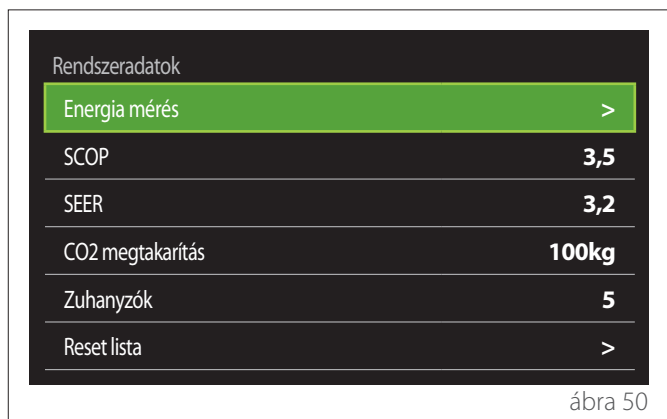 Rendszeradatok
Energia mérés >
SCOP 3,5
SEER 3,2
CO2 megtakarítás 100kg
Zuhanyzók 5
Reset lista >
ábra 50